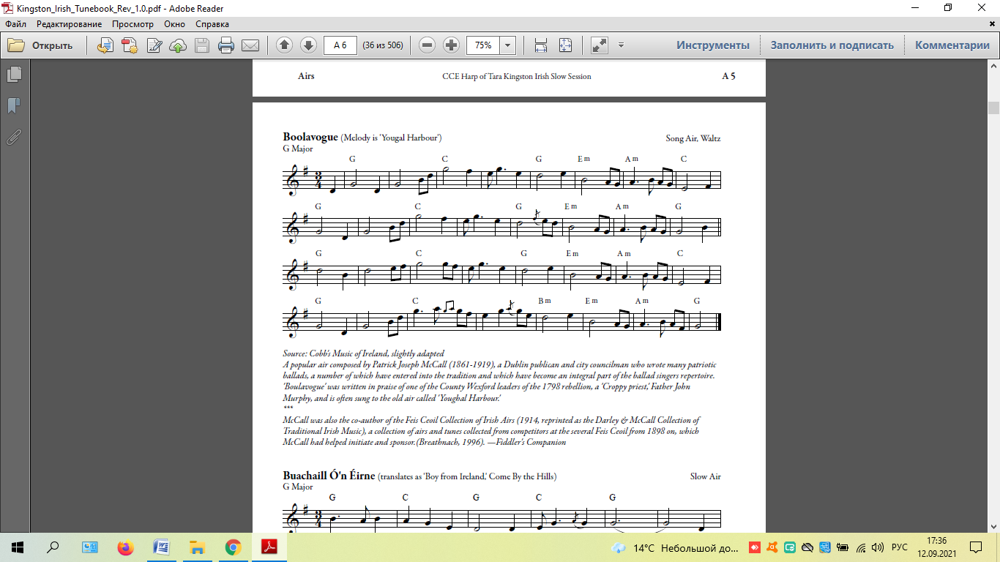 Kingston_Irish_Tunebook_Rev_1.0.pdf - Adobe Reader
Файл Редактирование Просмотр Окно Справка
Открыть A 6 (36 из 506) 75% Инструменты Заполнить и подписать Комментарии
Airs CCE Harp of Tara Kingston Irish Slow Session A 5
Boolavogue (Melody is 'Yougal Harbour') Song Air, Waltz
G Major
G C G Em Am C
3/4
G C G Em Am G
G C G Em Am C
G C Bm Em Am G
Source: Cobb's Music of Ireland, slightly adapted
A popular air composed by Patrick Joseph McCall (1861-1919), a Dublin publican and city councilman who wrote many patriotic
ballads, a number of which have entered into the tradition and which have become an integral part of the ballad singers repertoire.
'Boulavogue' was written in praise of one of the County Wexford leaders of the 1798 rebellion, a 'Croppy priest,' Father John
Murphy, and is often sung to the old air called 'Youghal Harbour.'
***
McCall was also the co-author of the Feis Ceoil Collection of Irish Airs (1914, reprinted as the Darley & McCall Collection of
Traditional Irish Music), a collection of airs and tunes collected from competitors at the several Feis Ceoil from 1898 on, which
McCall had helped initiate and sponsor.(Breathnach, 1996). —Fiddler's Companion
Buachaill Ó'n Éirne (translates as 'Boy from Ireland,' Come By the Hills) Slow Air
G Major
G C G C G
3/4
14°C Небольшой до... РУС 17:36
12.09.2021